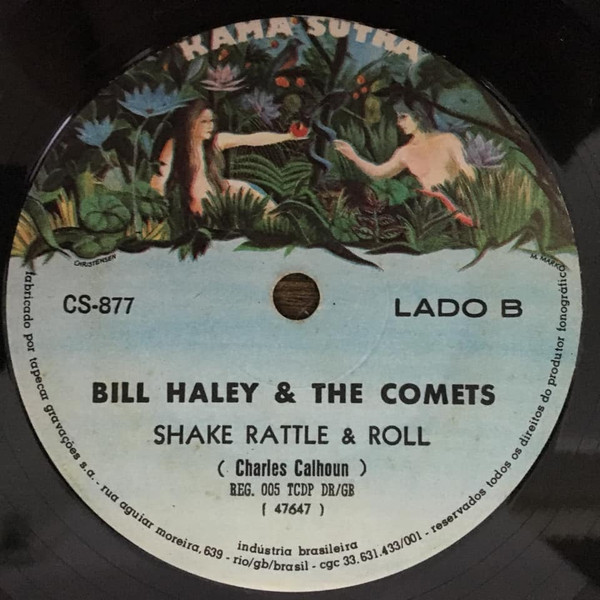 KAMA SUTRA
CHRISTENSEN
M. MARKO
CS-877
LADO B
BILL HALEY & THE COMETS
SHAKE RATTLE & ROLL
( Charles Calhoun )
REG. 005 TCDP DR/GB
( 47647 )
indústria brasileira
fabricado por tapecar gravações s.a. - rua aguiar moreira, 639 - rio/gb/brasil - cgc 33.631.433/001 - reservados todos os direitos do produtor fonográfico